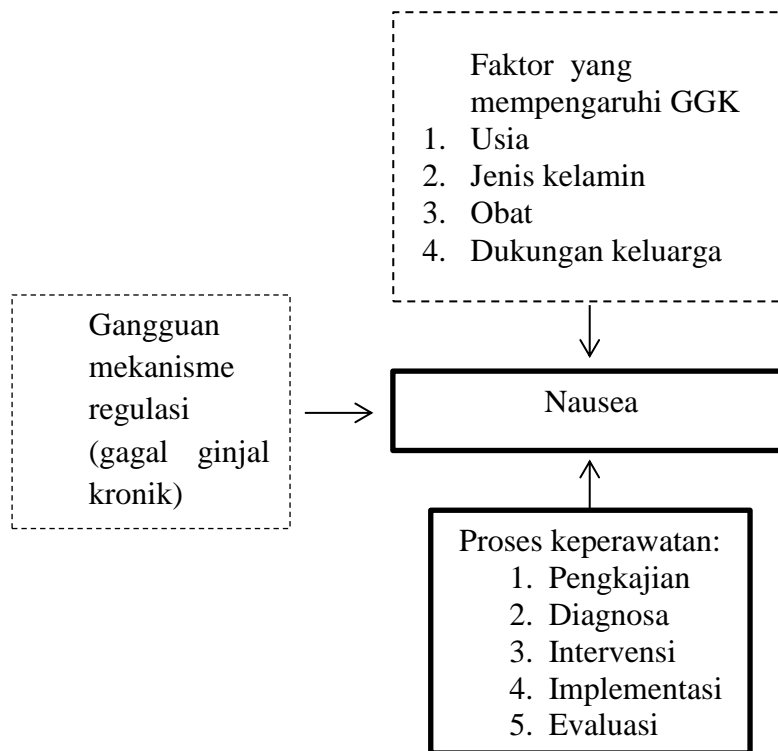 Faktor yang
mempengaruhi GGK
1. Usia
2. Jenis kelamin
3. Obat
4. Dukungan keluarga
Gangguan
mekanisme
regulasi
(gagal ginjal
kronik)
Nausea
Proses keperawatan:
1. Pengkajian
2. Diagnosa
3. Intervensi
4. Implementasi
5. Evaluasi